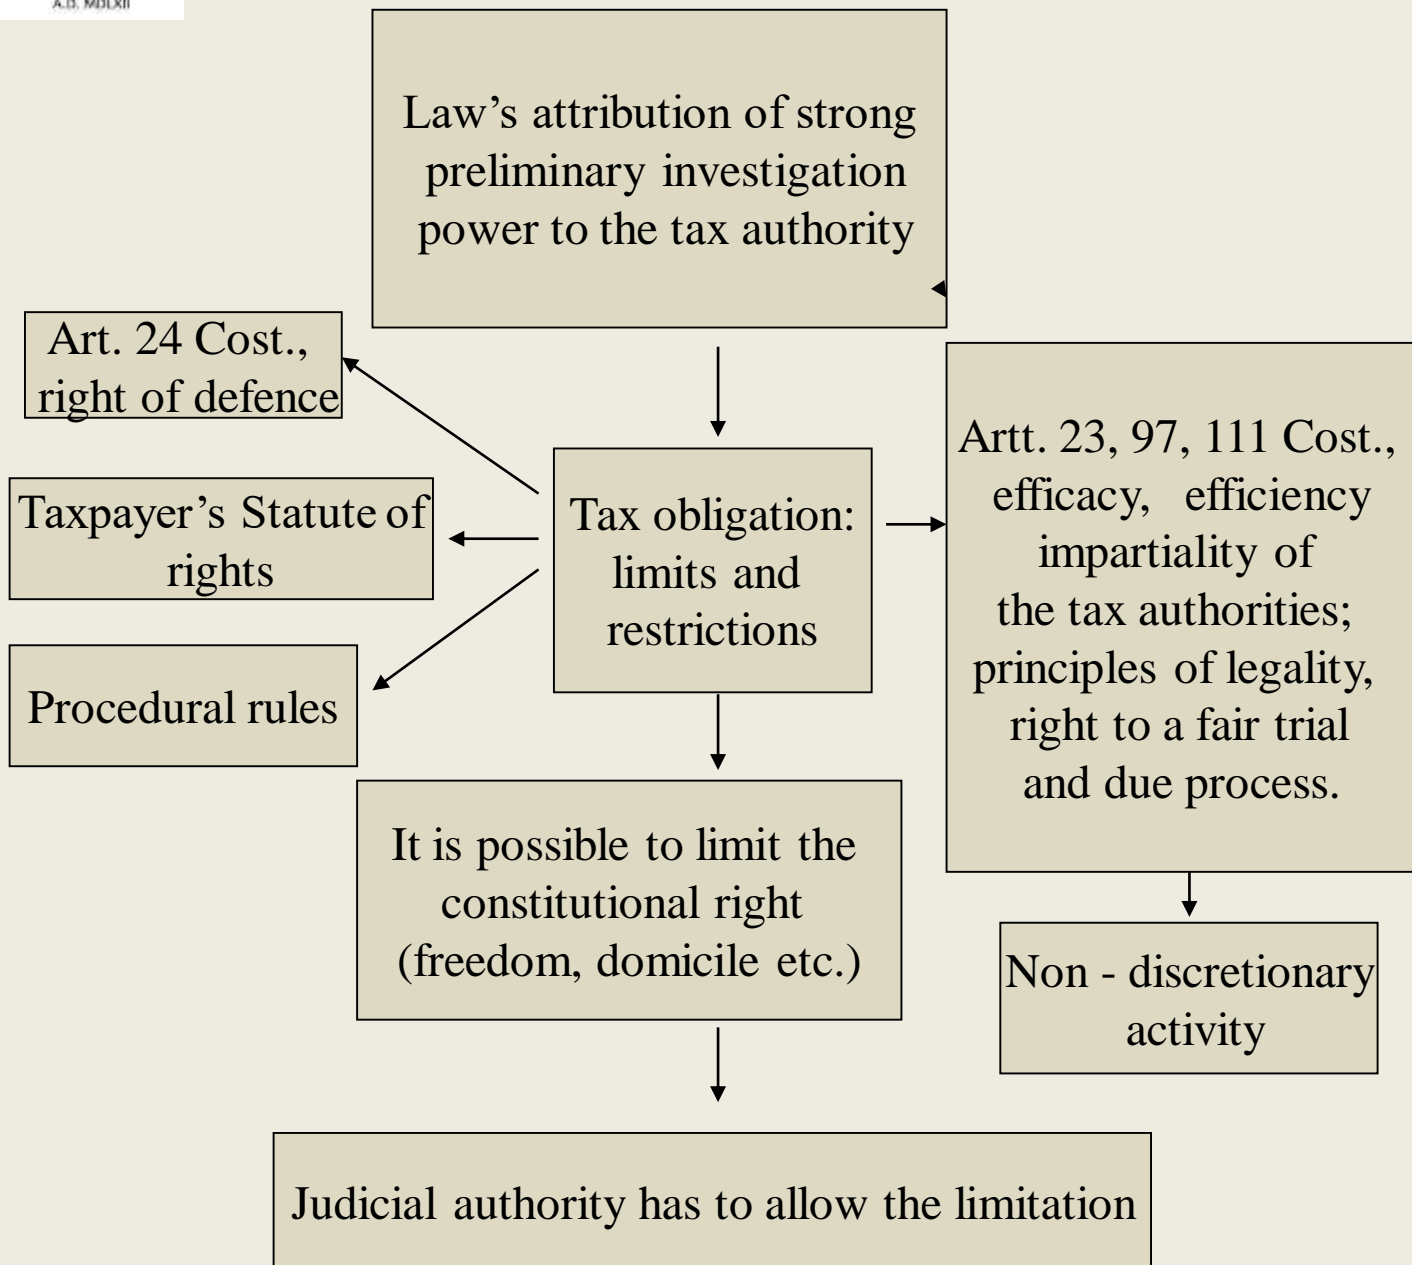 A.D. MDLXII
Law’s attribution of strong
preliminary investigation
power to the tax authority
Art. 24 Cost.,
right of defence
Taxpayer’s Statute of
rights
Procedural rules
Tax obligation:
limits and
restrictions
Artt. 23, 97, 111 Cost.,
efficacy, efficiency
impartiality of
the tax authorities;
principles of legality,
right to a fair trial
and due process.
It is possible to limit the
constitutional right
(freedom, domicile etc.)
Non - discretionary
activity
Judicial authority has to allow the limitation